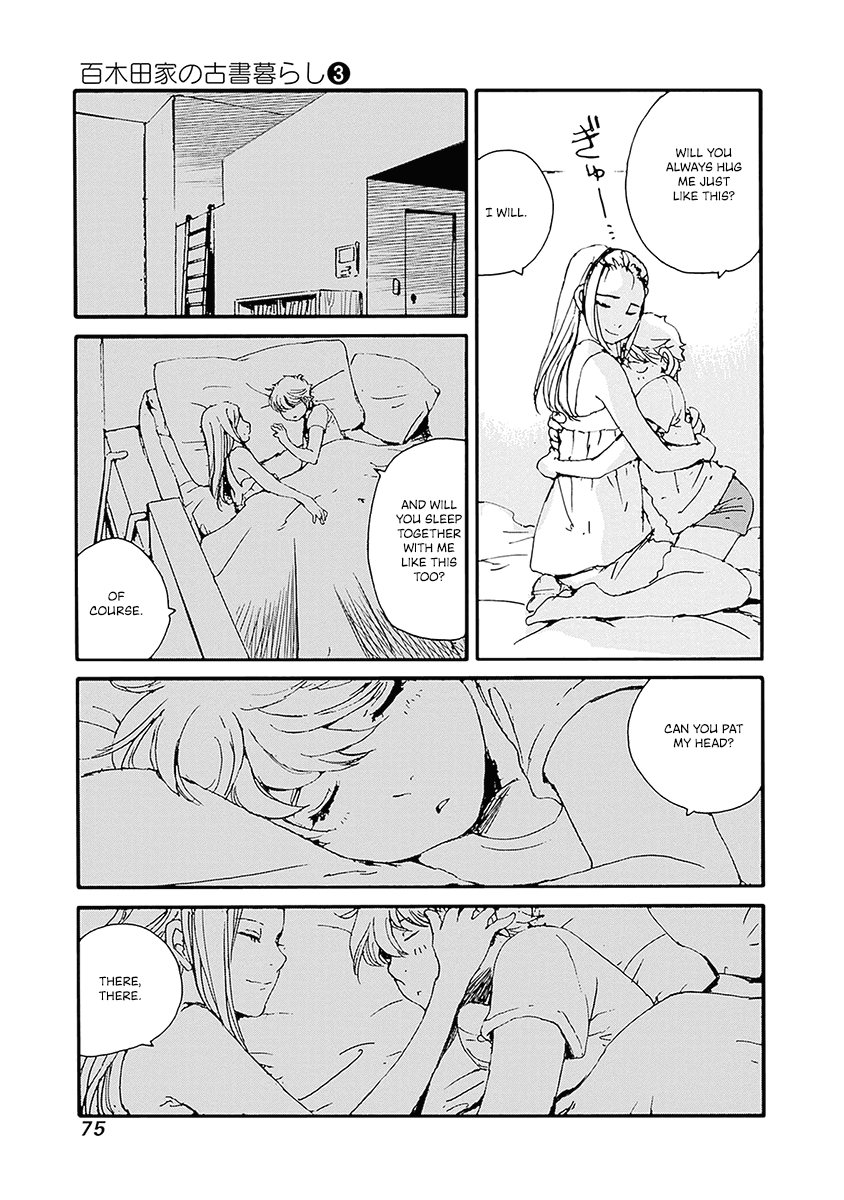 百木田家の古書暮らし❸
WILL YOU
ALWAYS HUG
ME JUST
LIKE THIS?
ぎゅー…
I WILL.
AND WILL
YOU SLEEP
TOGETHER
WITH ME
LIKE THIS
TOO?
OF
COURSE.
CAN YOU PAT
MY HEAD?
THERE,
THERE.
75